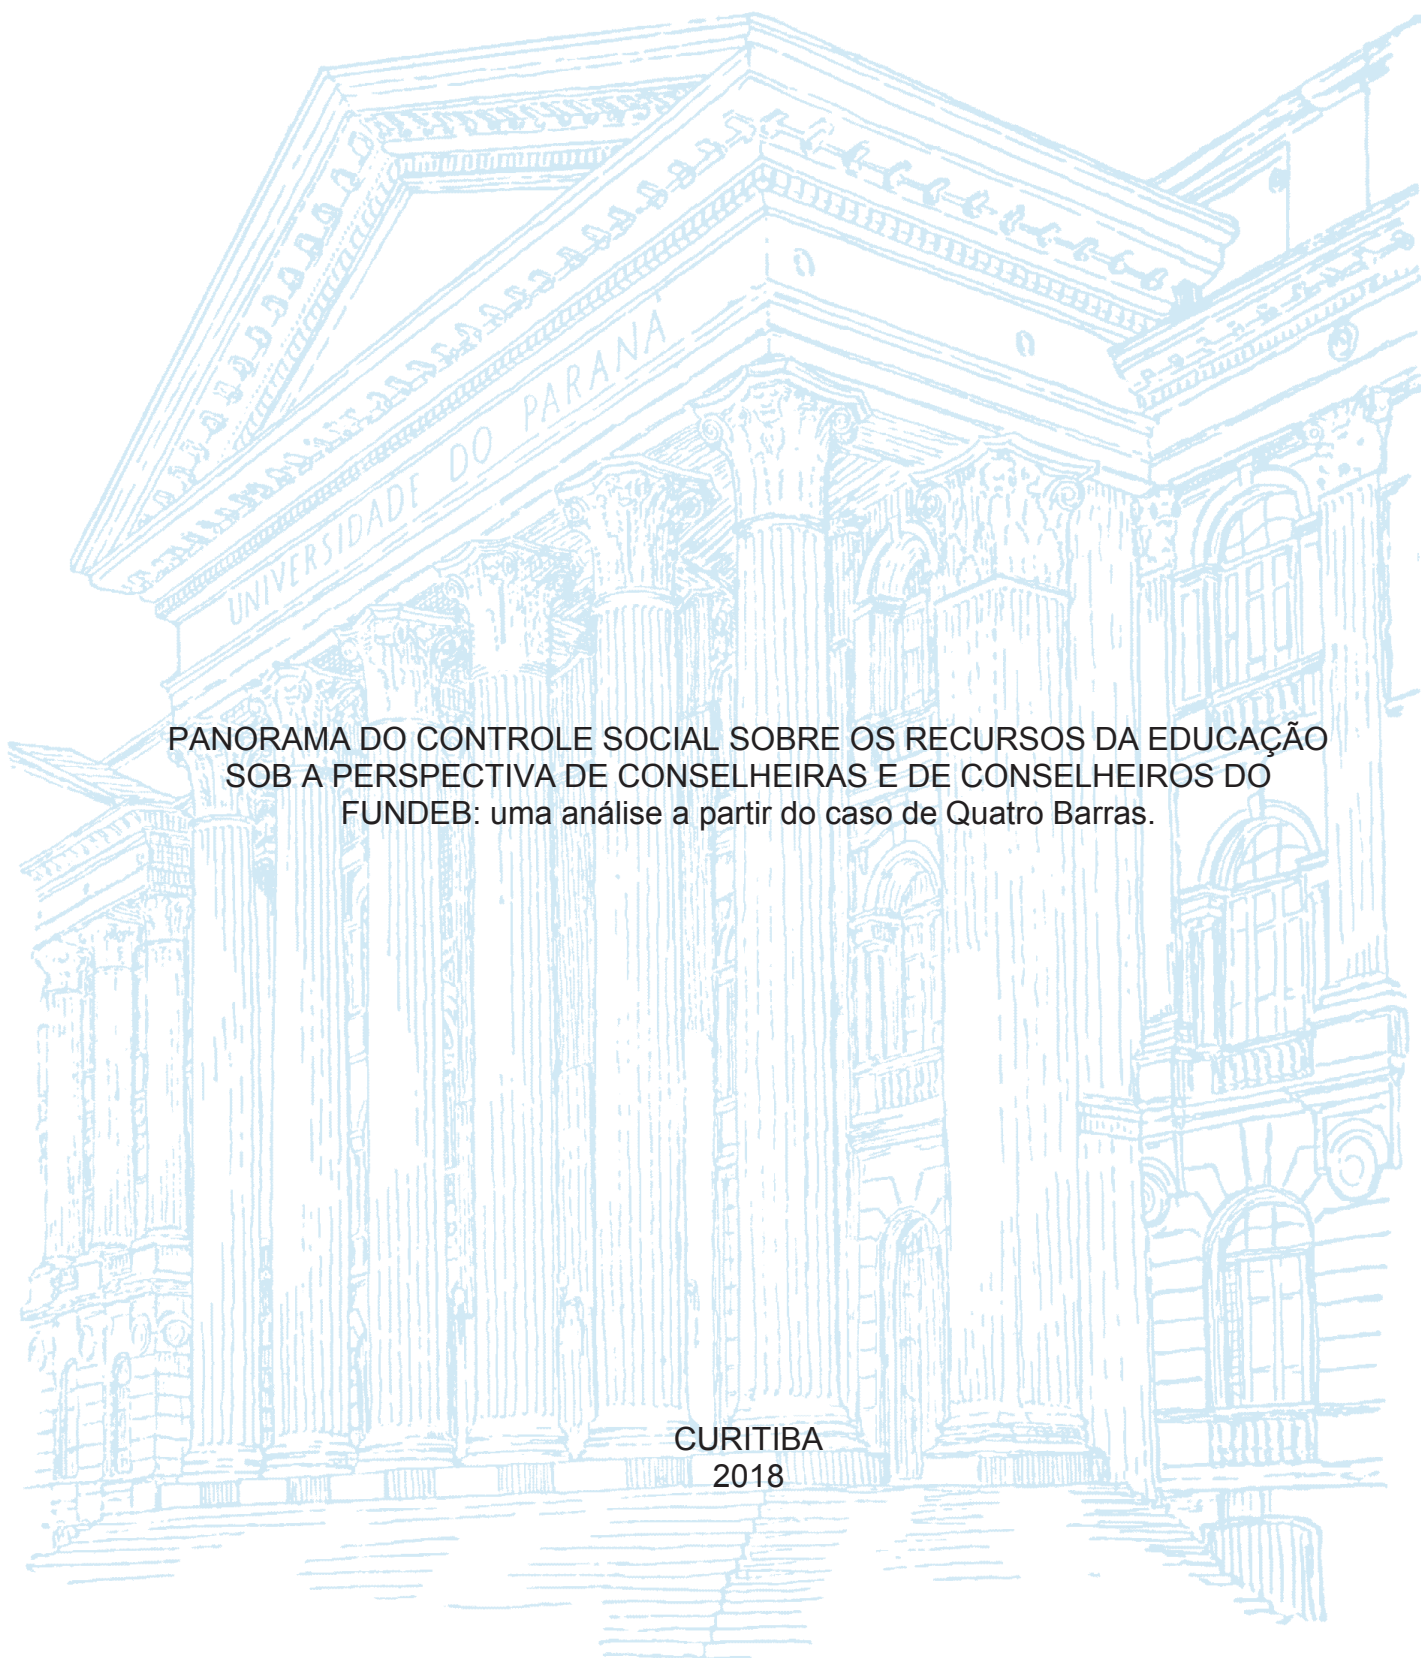 UNIVERSIDADE DO PARANÁ
PANORAMA DO CONTROLE SOCIAL SOBRE OS RECURSOS DA EDUCAÇÃO
SOB A PERSPECTIVA DE CONSELHEIRAS E DE CONSELHEIROS DO
FUNDEB: uma análise a partir do caso de Quatro Barras.
CURITIBA
2018